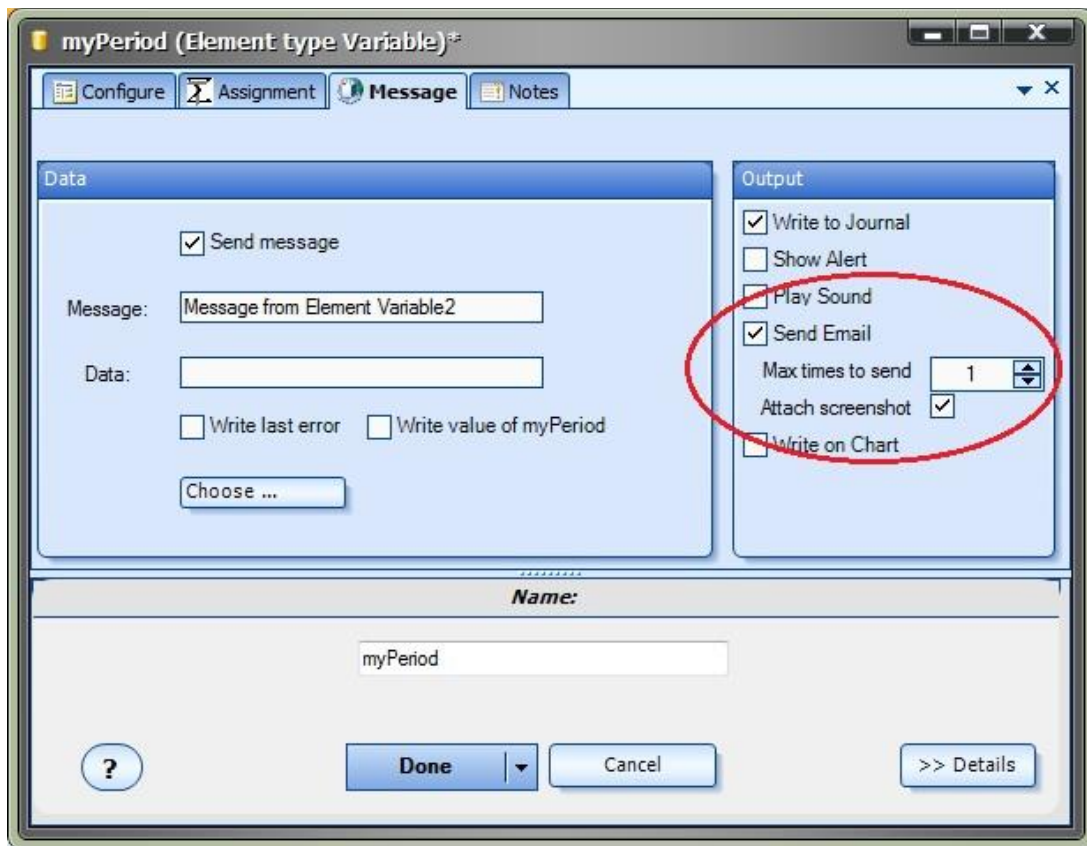 myPeriod (Element type Variable)*
Configure Assignment Message Notes
Data
Send message
Message: Message from Element Variable2
Data:
Write last error Write value of myPeriod
Choose ...
Output
Write to Journal
Show Alert
Play Sound
Send Email
Max times to send 1
Attach screenshot
Write on Chart
Name:
myPeriod
? Done Cancel >> Details